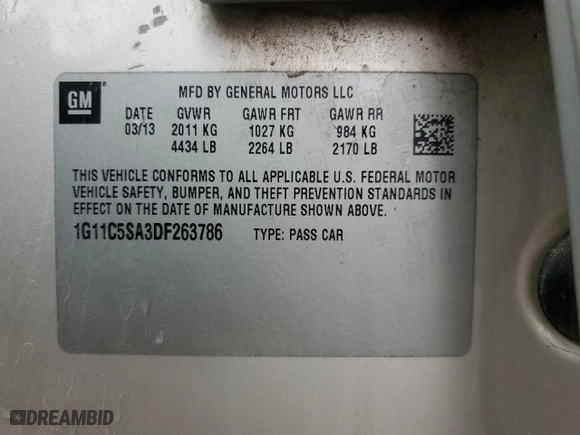 GM
MFD BY GENERAL MOTORS LLC
DATE GVWR GAWR FRT GAWR RR
03/13 2011 KG 1027 KG 984 KG
4434 LB 2264 LB 2170 LB
THIS VEHICLE CONFORMS TO ALL APPLICABLE U.S. FEDERAL MOTOR
VEHICLE SAFETY, BUMPER, AND THEFT PREVENTION STANDARDS IN
EFFECT ON THE DATE OF MANUFACTURE SHOWN ABOVE.
1G11C5SA3DF263786 TYPE: PASS CAR
DREAMBID